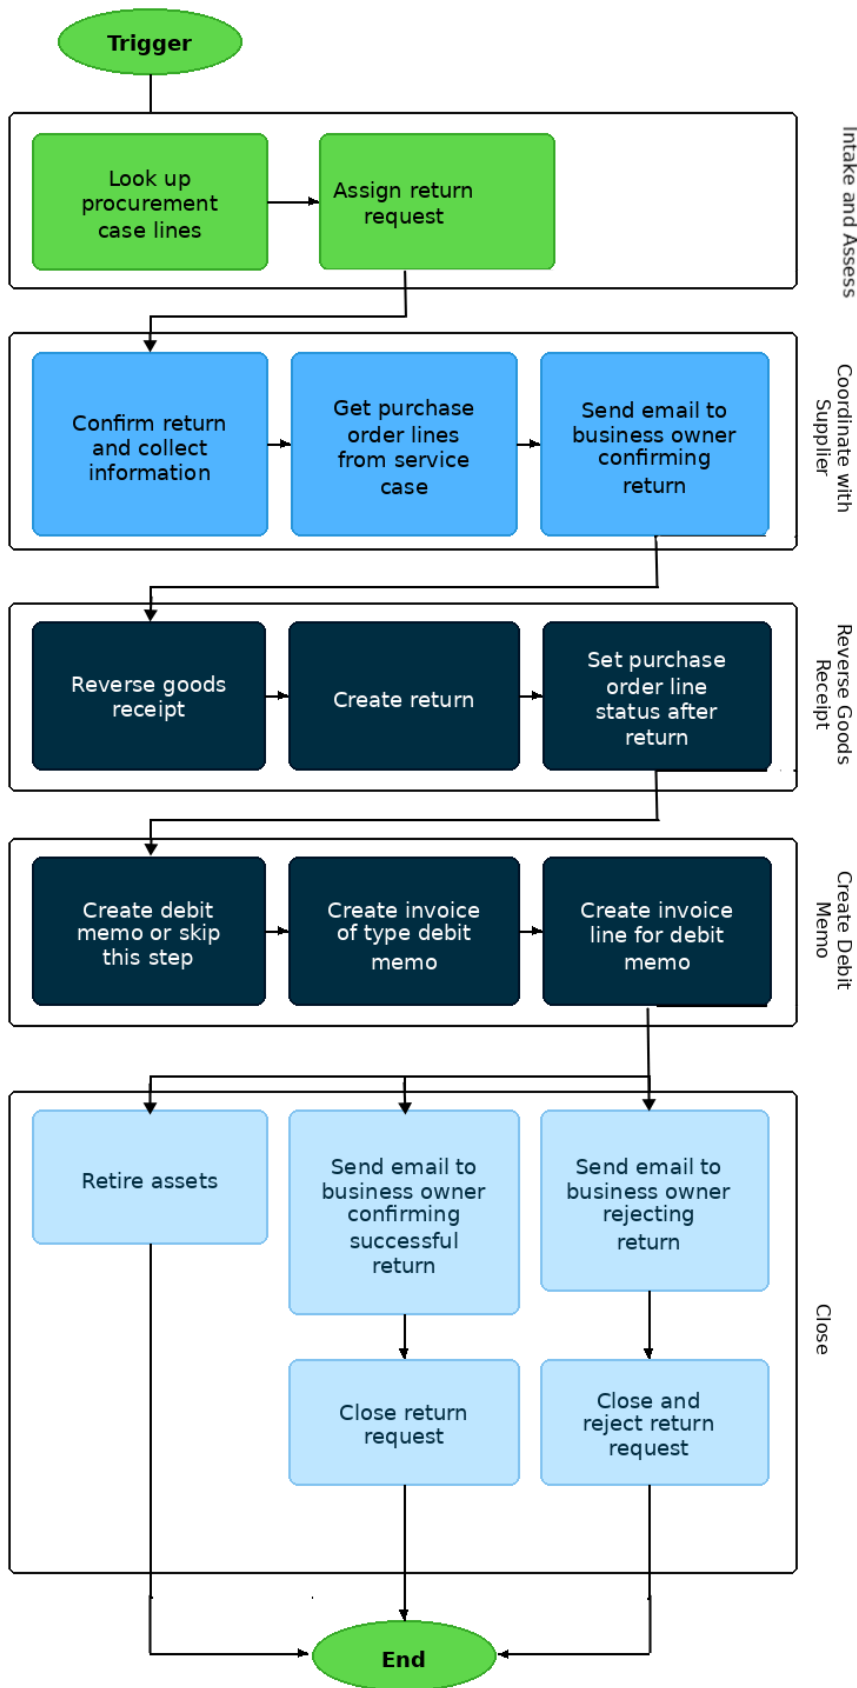 Trigger
Intake and Assess
Look up
procurement
case lines
Assign return
request
Coordinate with
Supplier
Confirm return
and collect
information
Get purchase
order lines
from service
case
Send email to
business owner
confirming
return
Reverse Goods
Receipt
Reverse goods
receipt
Create return
Set purchase
order line
status after
return
Create Debit
Memo
Create debit
memo or skip
this step
Create invoice
of type debit
memo
Create invoice
line for debit
memo
Close
Retire assets
Send email to
business owner
confirming
successful
return
Send email to
business owner
rejecting
return
Close return
request
Close and
reject return
request
End